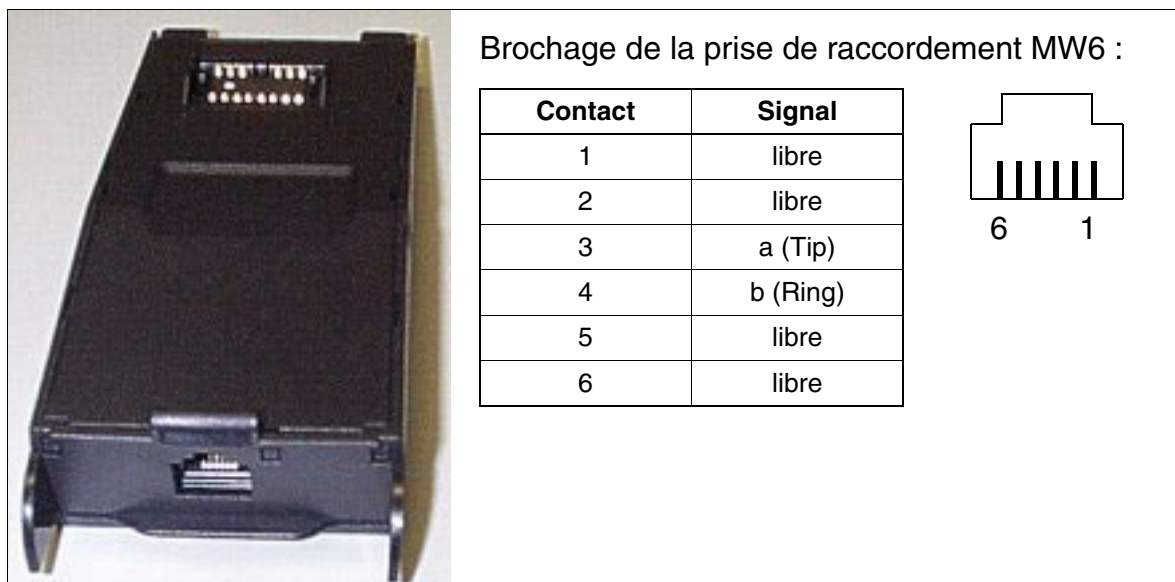 Brochage de la prise de raccordement MW6 :
Contact Signal
1 libre
2 libre
3 a (Tip)
4 b (Ring)
5 libre
6 libre
6 1